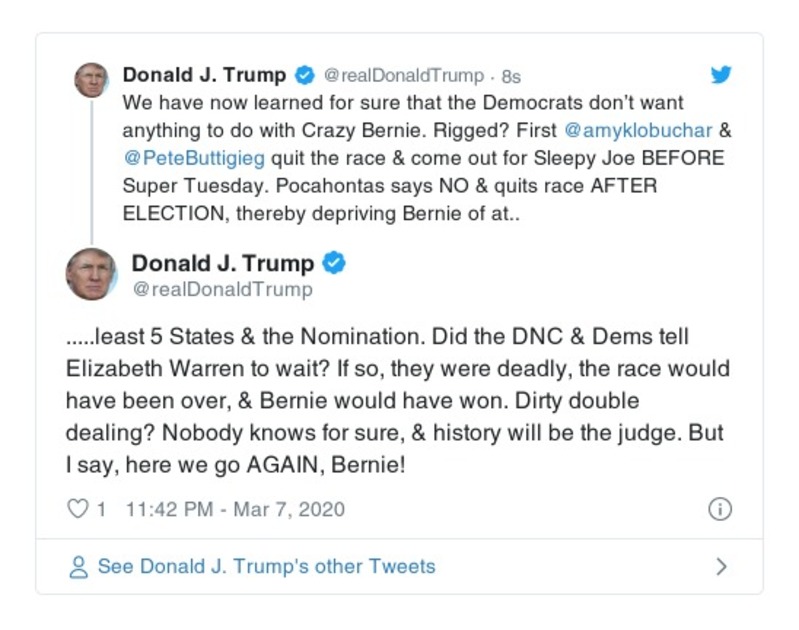 Donald J. Trump @realDonaldTrump · 8s
We have now learned for sure that the Democrats don't want
anything to do with Crazy Bernie. Rigged? First @amyklobuchar &
@PeteButtigieg quit the race & come out for Sleepy Joe BEFORE
Super Tuesday. Pocahontas says NO & quits race AFTER
ELECTION, thereby depriving Bernie of at..
Donald J. Trump
@realDonaldTrump
.....least 5 States & the Nomination. Did the DNC & Dems tell
Elizabeth Warren to wait? If so, they were deadly, the race would
have been over, & Bernie would have won. Dirty double
dealing? Nobody knows for sure, & history will be the judge. But
I say, here we go AGAIN, Bernie!
1 11:42 PM - Mar 7, 2020
See Donald J. Trump's other Tweets